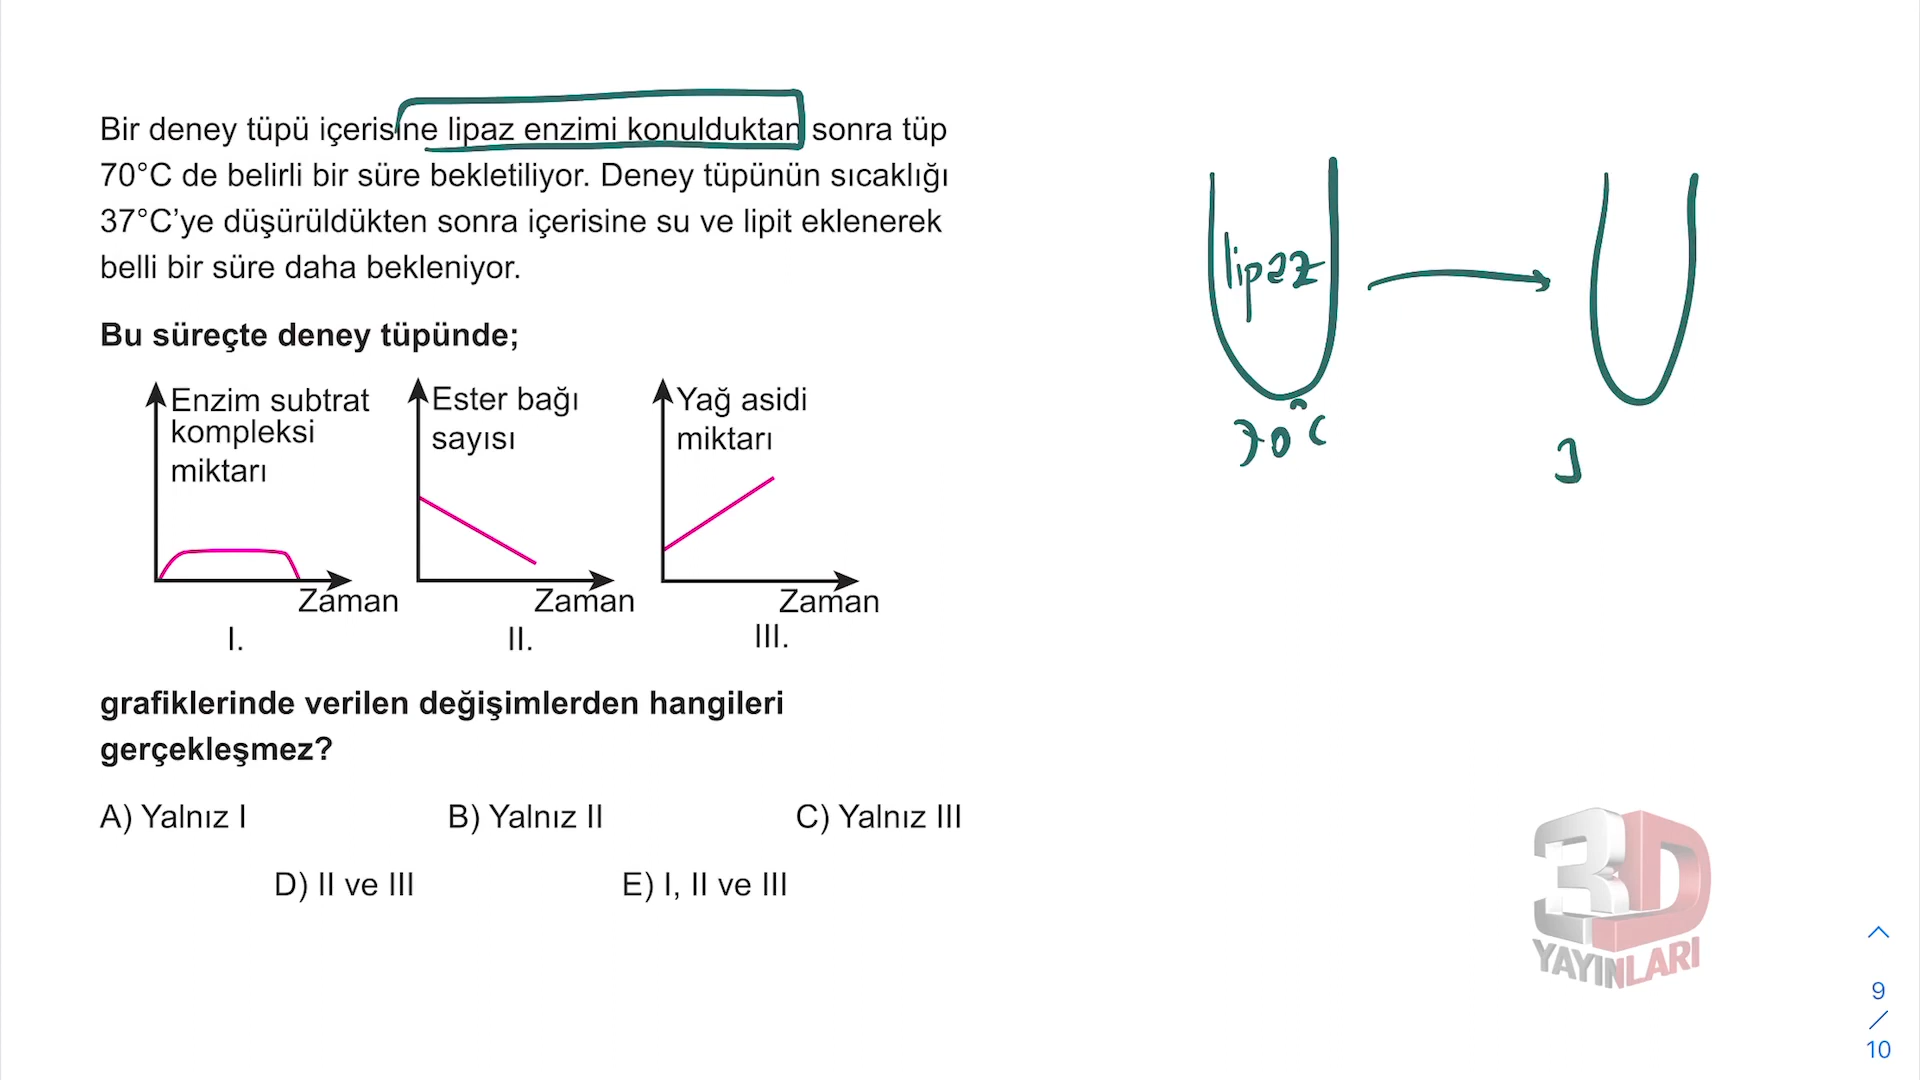 Bir deney tüpü içerisine lipaz enzimi konulduktan sonra tüp
70°C de belirli bir süre bekletiliyor. Deney tüpünün sıcaklığı
37°C’ye düşürüldükten sonra içerisine su ve lipit eklenerek
belli bir süre daha bekleniyor.
Bu süreçte deney tüpünde;
Enzim subtrat
kompleksi
miktarı
Zaman
I.
Ester bağı
sayısı
Zaman
II.
Yağ asidi
miktarı
Zaman
III.
grafiklerinde verilen değişimlerden hangileri
gerçekleşmez?
A) Yalnız I B) Yalnız II C) Yalnız III
D) II ve III E) I, II ve III
lipaz
70°C
3
3D
YAYINLARI
9
/
10